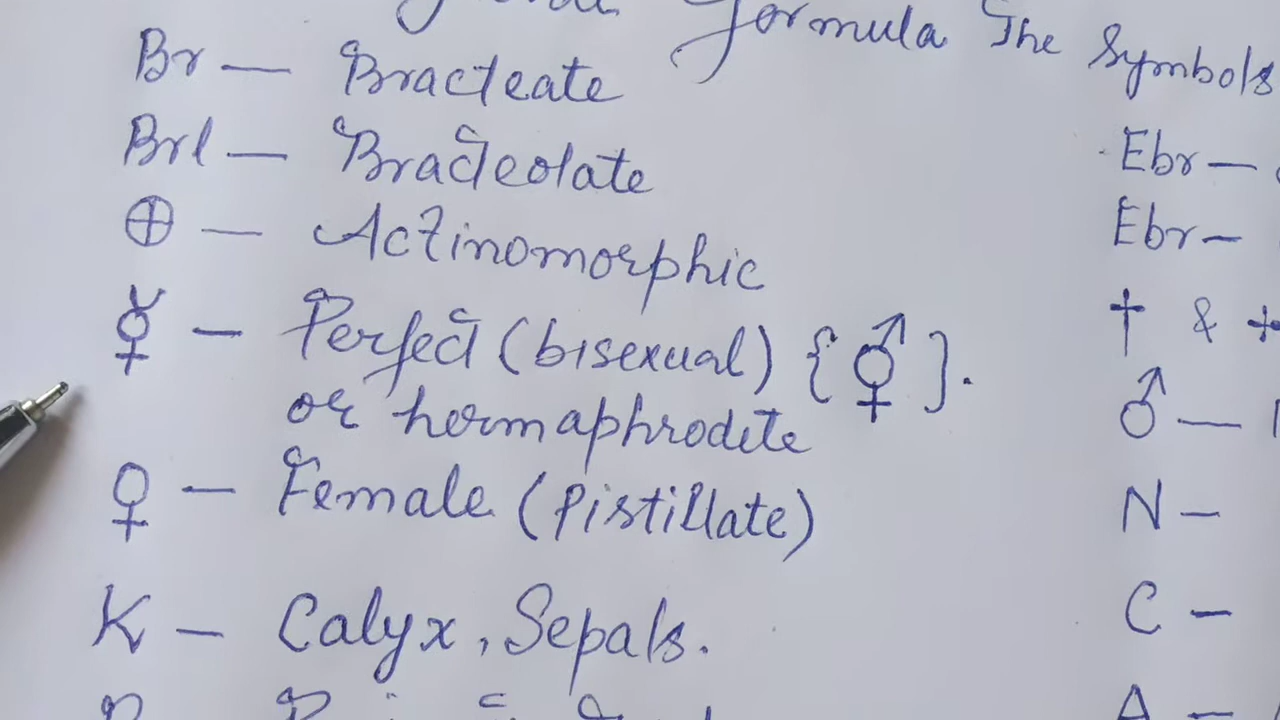 Formula The Symbols
Br — Bracteate
Brl — Bracteolate
⊕ — Actinomorphic
☿ — Perfect (bisexual) {⚥}.
or hermaphrodite
♀ — Female (Pistillate)
K — Calyx, Sepals.
Ebr —
Ebr —
† &
♂ —
N —
C —
A —